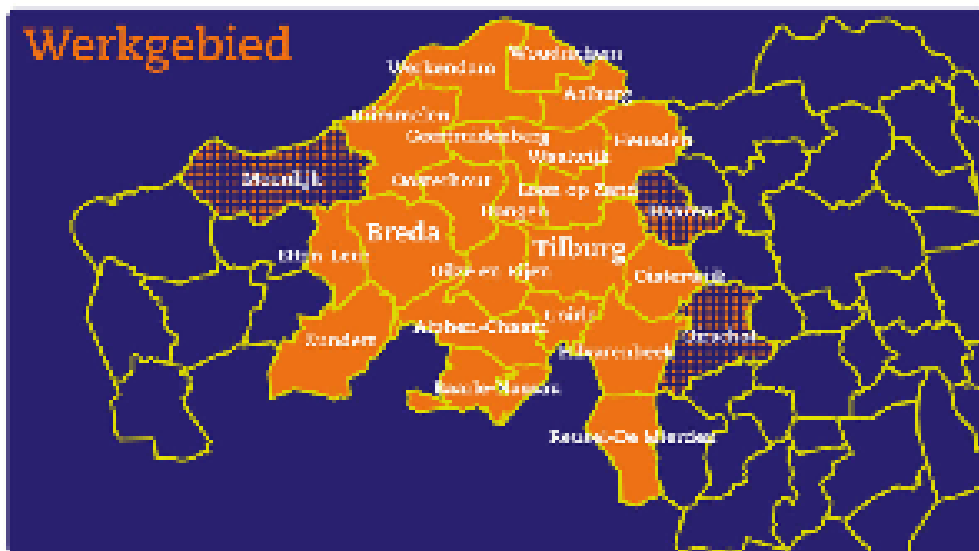 Werkgebied
Woudrichem
Werkendam
Aalburg
Drimmelen
Geertruidenberg
Heusden
Waalwijk
Moerdijk
Oosterhout
Loon op Zand
Haaren
Dongen
Breda
Tilburg
Etten-Leur
Gilze en Rijen
Oisterwijk
Goirle
Alphen-Chaam
Zundert
Oirschot
Hilvarenbeek
Baarle-Nassau
Reusel-De Mierden